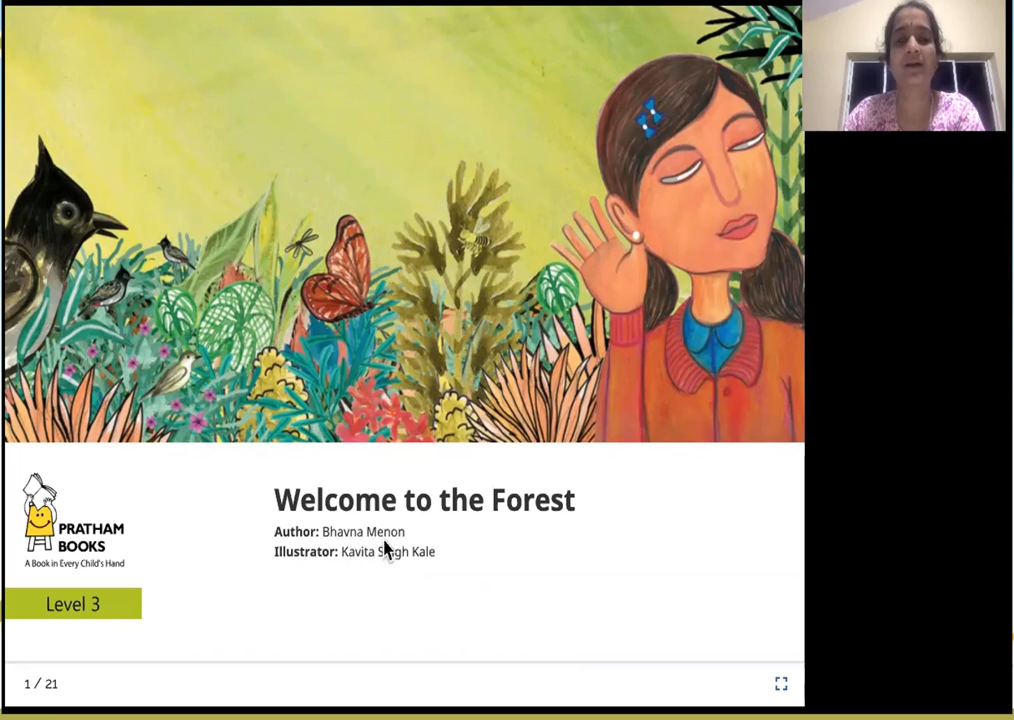 Welcome to the Forest
Author: Bhavna Menon
Illustrator: Kavita Singh Kale
PRATHAM
BOOKS
A Book in Every Child's Hand
Level 3
1 / 21